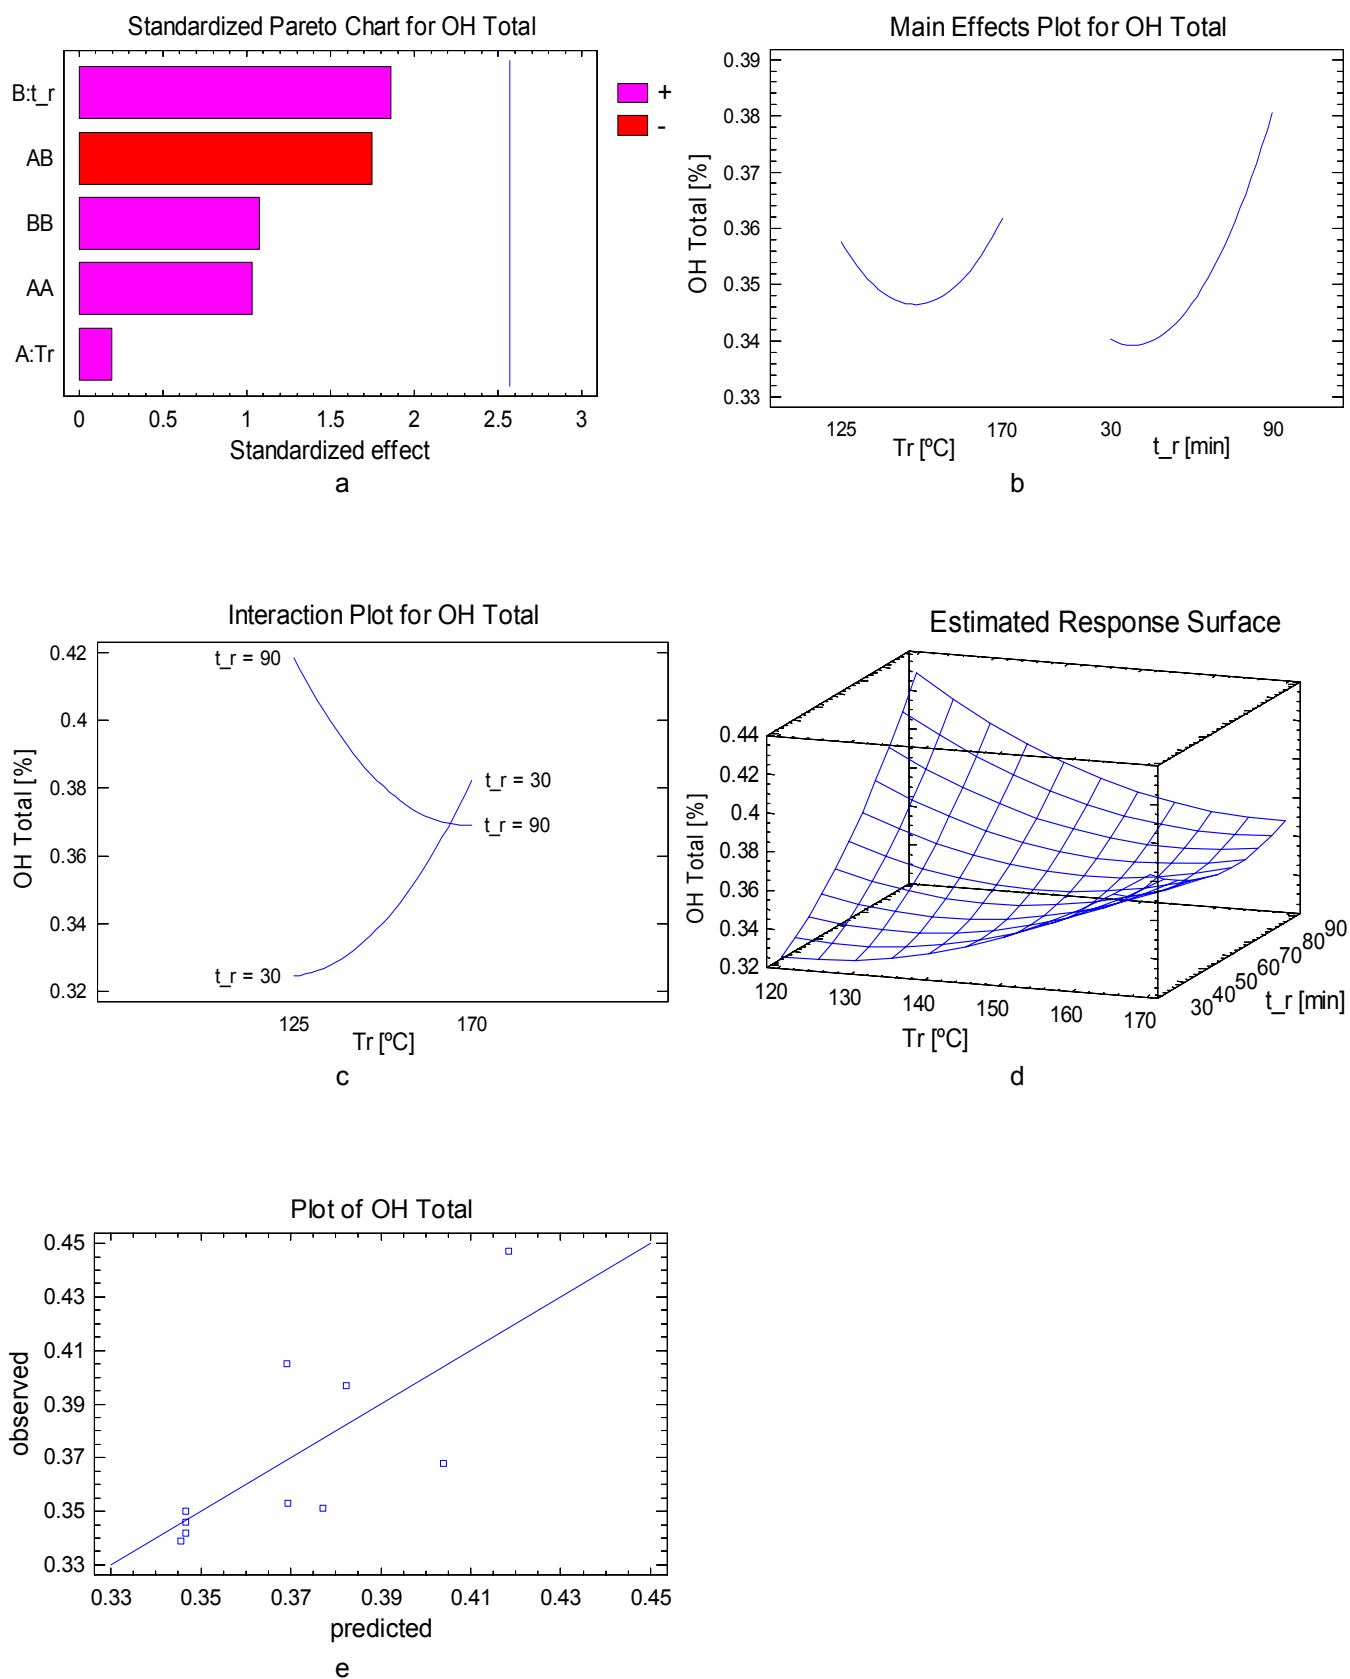 Standardized Pareto Chart for OH Total
B:t_r
AB
BB
AA
A:Tr
+
-
0 0.5 1 1.5 2 2.5 3
Standardized effect
a
Main Effects Plot for OH Total
OH Total [%]
0.39
0.38
0.37
0.36
0.35
0.34
0.33
125 170 30 90
Tr [ºC] t_r [min]
b
Interaction Plot for OH Total
OH Total [%]
0.42
0.4
0.38
0.36
0.34
0.32
t_r = 90
t_r = 30
t_r = 90
t_r = 30
125 170
Tr [ºC]
c
Estimated Response Surface
OH Total [%]
0.44
0.42
0.4
0.38
0.36
0.34
0.32
120 130 140 150 160 170
Tr [ºC]
30 40 50 60 70 80 90
t_r [min]
d
Plot of OH Total
observed
0.45
0.43
0.41
0.39
0.37
0.35
0.33
0.33 0.35 0.37 0.39 0.41 0.43 0.45
predicted
e